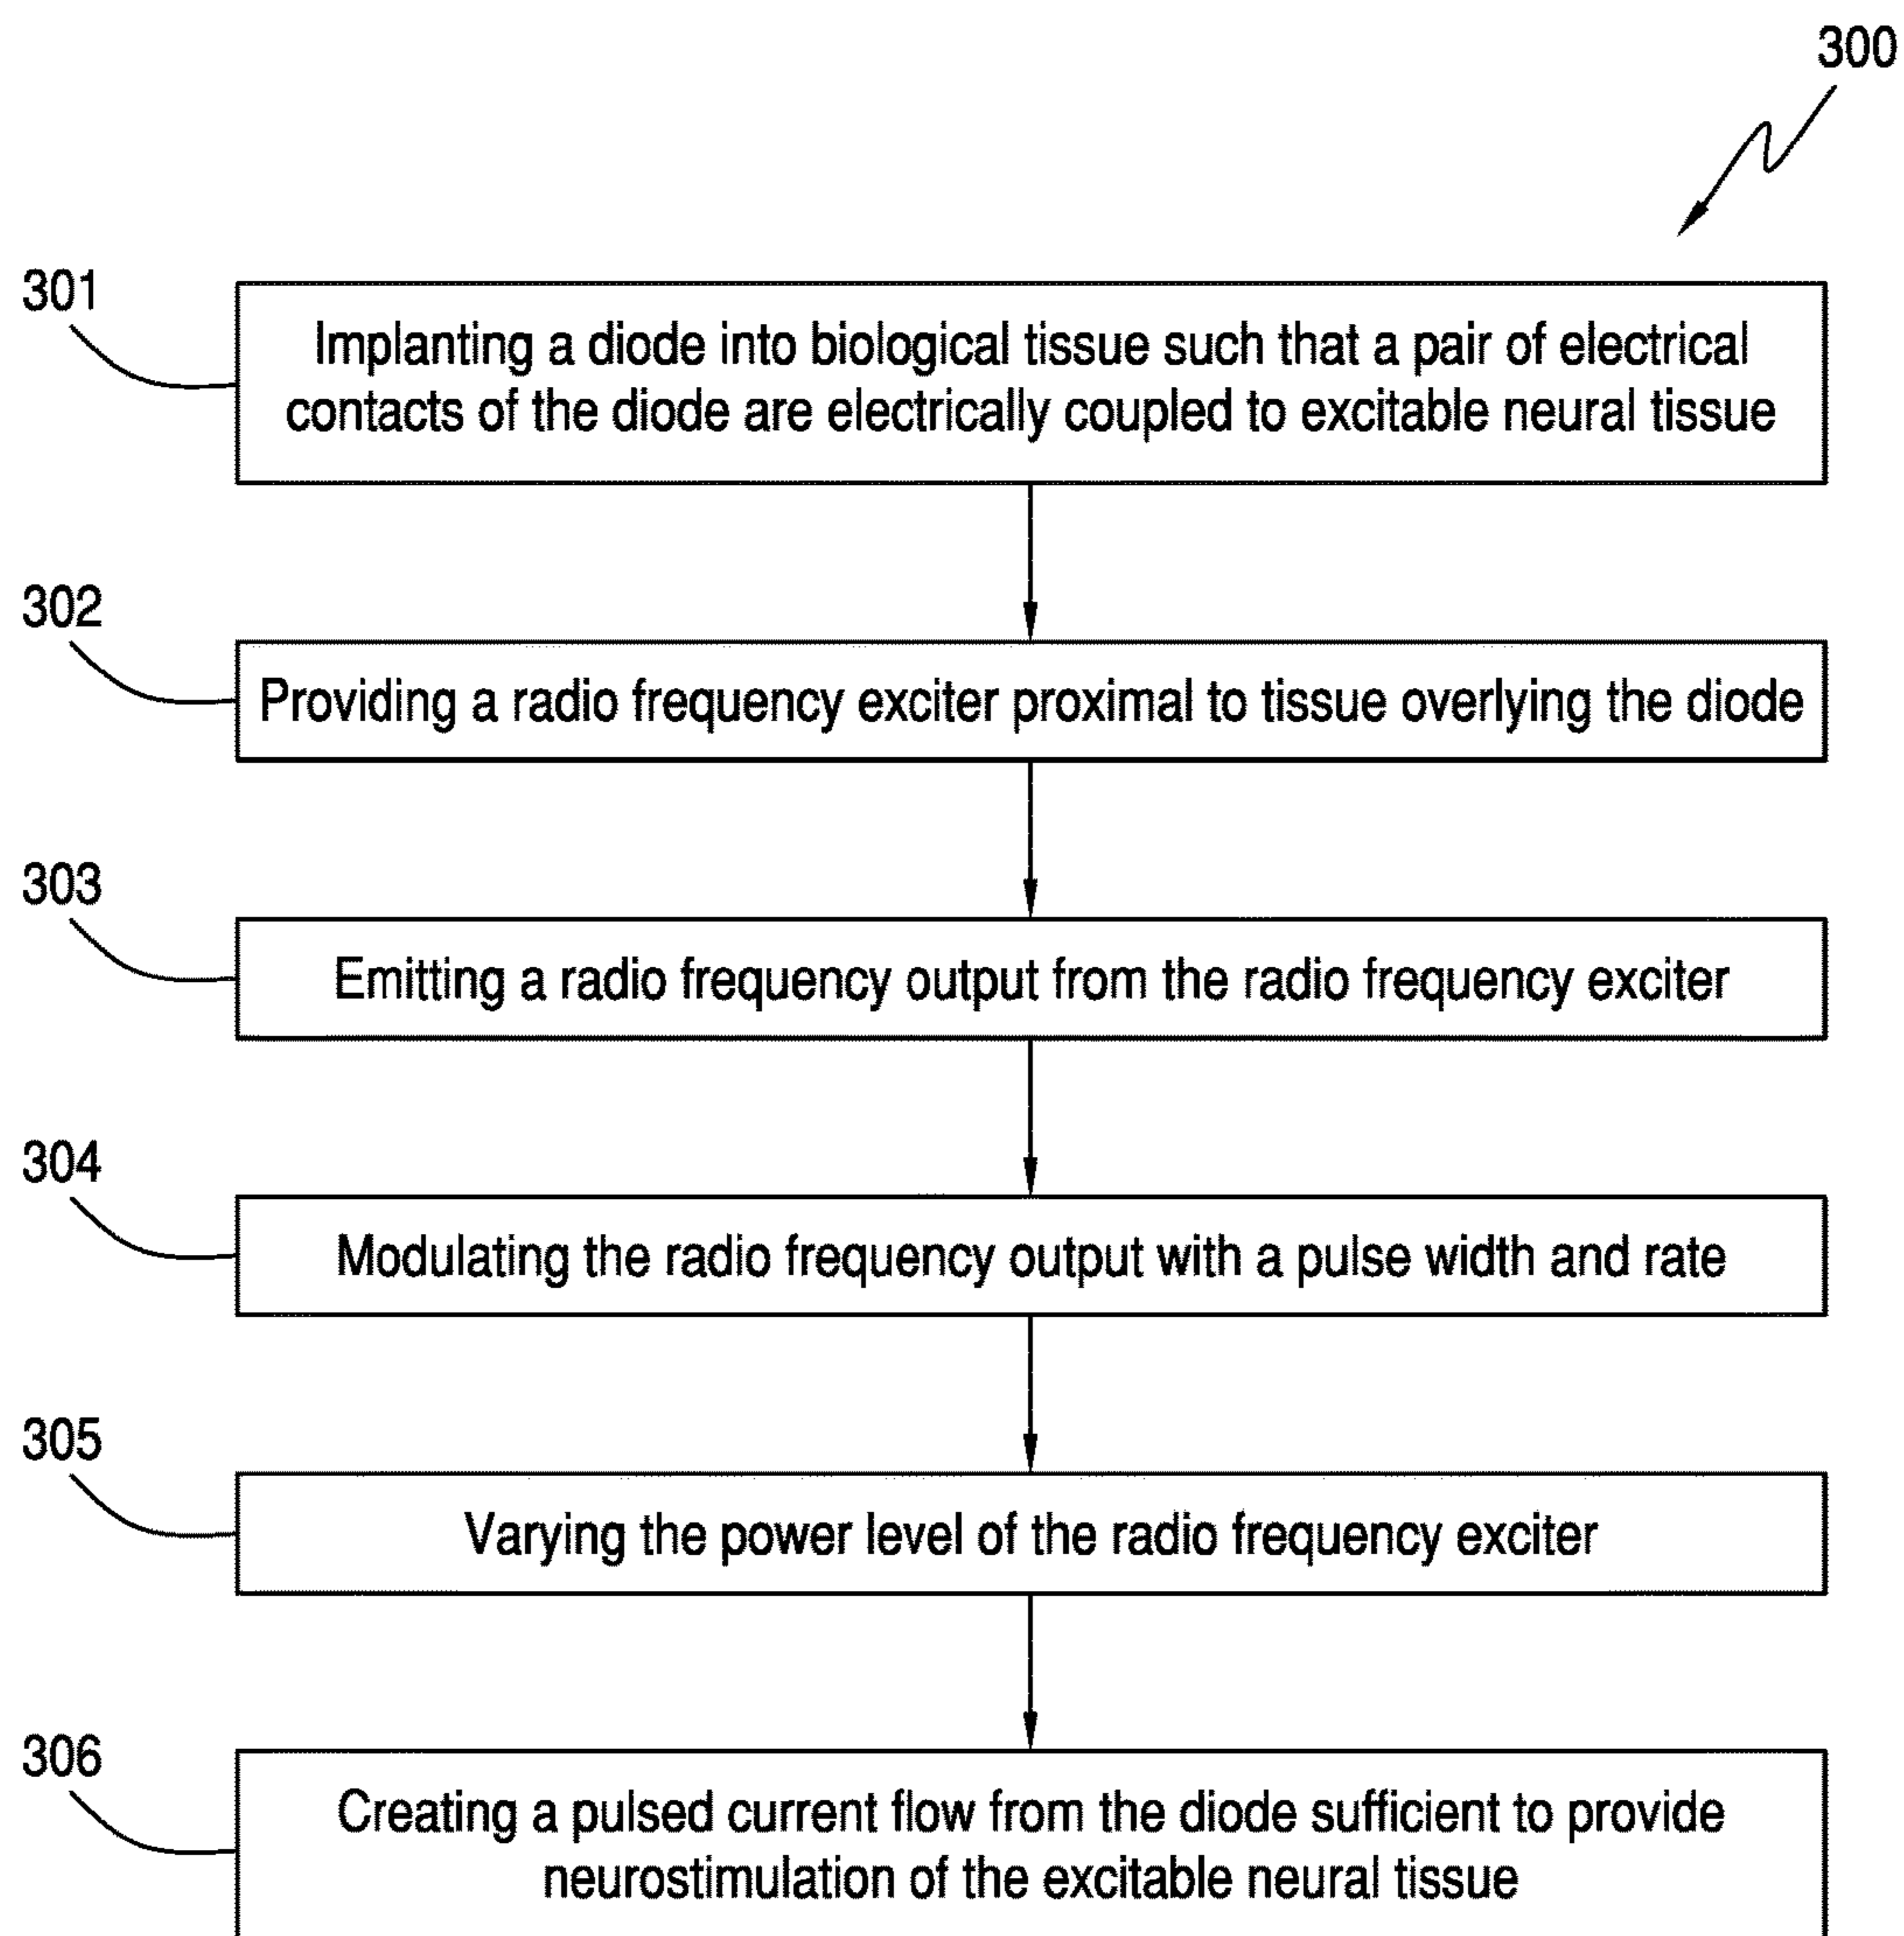 300
301
Implanting a diode into biological tissue such that a pair of electrical
contacts of the diode are electrically coupled to excitable neural tissue
302
Providing a radio frequency exciter proximal to tissue overlying the diode
303
Emitting a radio frequency output from the radio frequency exciter
304
Modulating the radio frequency output with a pulse width and rate
305
Varying the power level of the radio frequency exciter
306
Creating a pulsed current flow from the diode sufficient to provide
neurostimulation of the excitable neural tissue